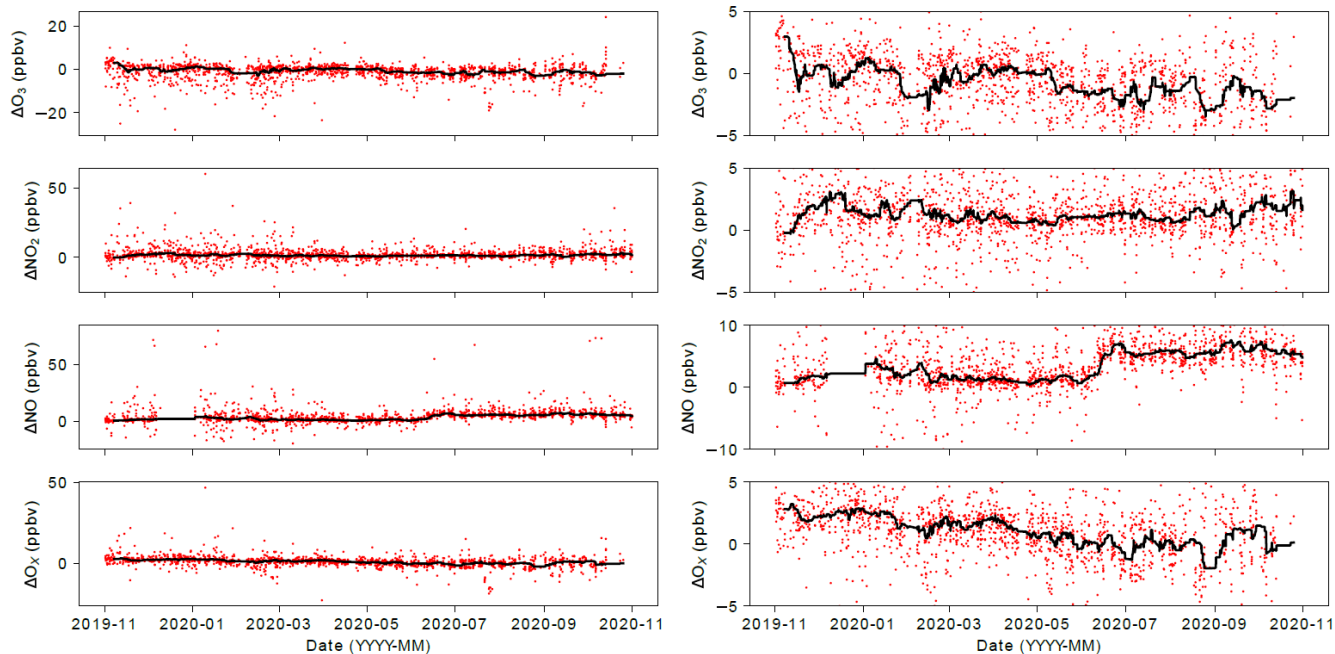 ΔO₃ (ppbv)
20
0
−20
ΔO₃ (ppbv)
5
0
−5
ΔNO₂ (ppbv)
50
0
ΔNO₂ (ppbv)
5
0
−5
ΔNO (ppbv)
50
0
ΔNO (ppbv)
10
0
−10
ΔOₓ (ppbv)
50
0
2019-11 2020-01 2020-03 2020-05 2020-07 2020-09 2020-11
Date (YYYY-MM)
ΔOₓ (ppbv)
5
0
−5
2019-11 2020-01 2020-03 2020-05 2020-07 2020-09 2020-11
Date (YYYY-MM)